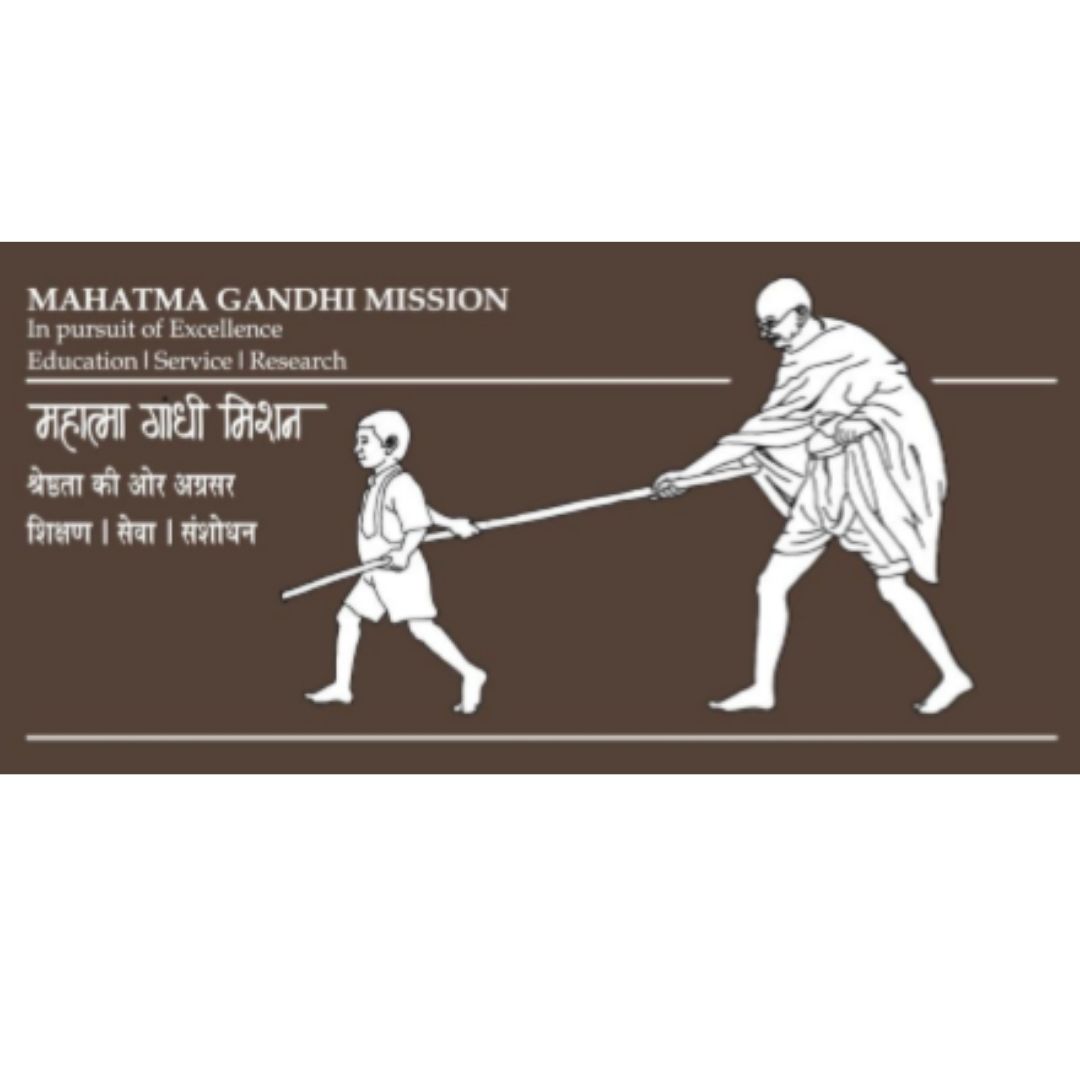 MAHATMA GANDHI MISSION
In pursuit of Excellence
Education | Service | Research
महात्मा गांधी मिशन
श्रेष्ठता की ओर अग्रसर
शिक्षण | सेवा | संशोधन